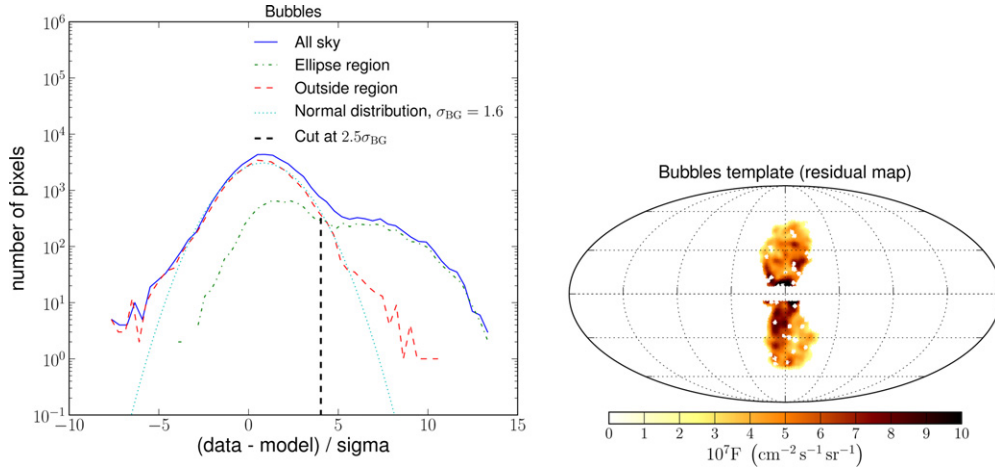 Bubbles
10^6
10^5
10^4
10^3
10^2
10^1
10^0
10^-1
number of pixels
All sky
Ellipse region
Outside region
Normal distribution, σ_BG = 1.6
Cut at 2.5σ_BG
−10 −5 0 5 10 15
(data - model) / sigma
Bubbles template (residual map)
0 1 2 3 4 5 6 7 8 9 10
10^7F (cm^-2 s^-1 sr^-1)